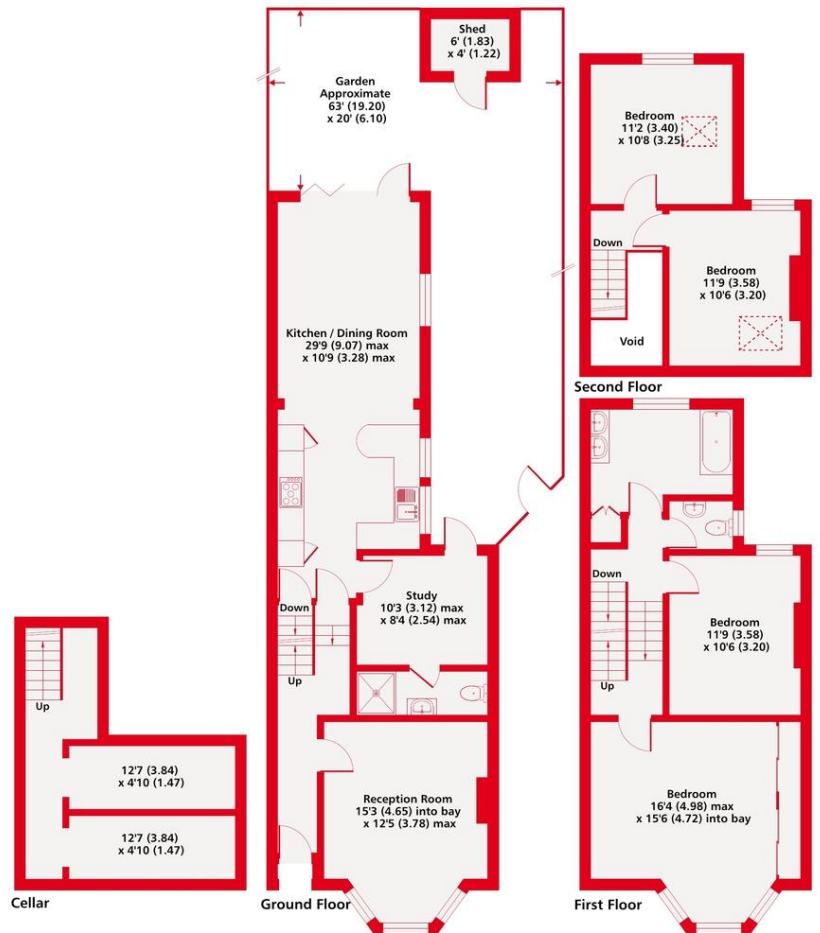 Shed
6' (1.83)
x 4' (1.22)
Garden
Approximate
63' (19.20)
x 20' (6.10)
Kitchen / Dining Room
29'9 (9.07) max
x 10'9 (3.28) max
Down
Up
Study
10'3 (3.12) max
x 8'4 (2.54) max
Reception Room
15'3 (4.65) into bay
x 12'5 (3.78) max
Ground Floor
Up
12'7 (3.84)
x 4'10 (1.47)
12'7 (3.84)
x 4'10 (1.47)
Cellar
Bedroom
11'2 (3.40)
x 10'8 (3.25)
Down
Bedroom
11'9 (3.58)
x 10'6 (3.20)
Void
Second Floor
Down
Up
Bedroom
11'9 (3.58)
x 10'6 (3.20)
Bedroom
16'4 (4.98) max
x 15'6 (4.72) into bay
First Floor